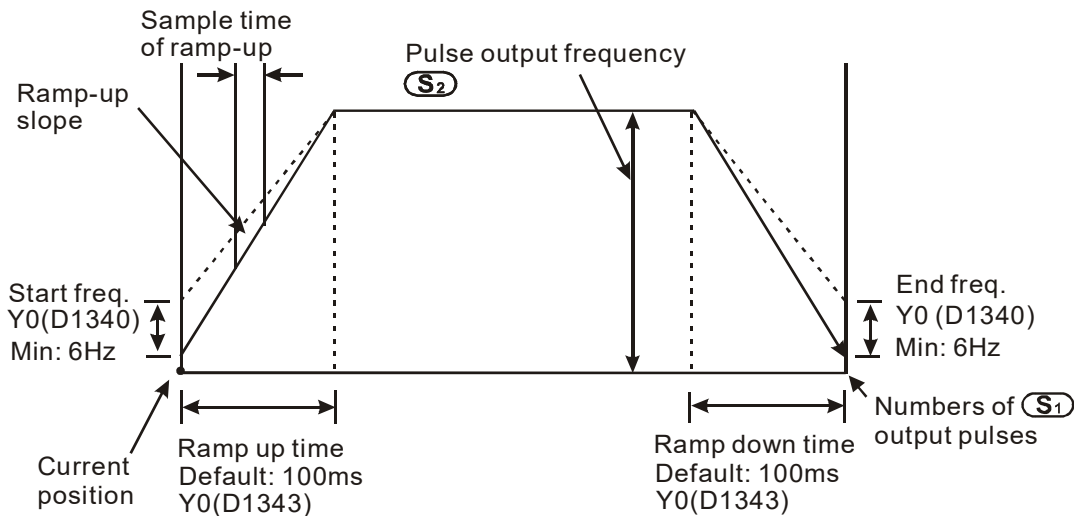 Sample time
of ramp-up
Pulse output frequency
S2
Ramp-up
slope
Start freq.
Y0(D1340)
Min: 6Hz
End freq.
Y0 (D1340)
Min: 6Hz
Current
position
Ramp up time
Default: 100ms
Y0(D1343)
Ramp down time
Default: 100ms
Y0(D1343)
Numbers of S1
output pulses